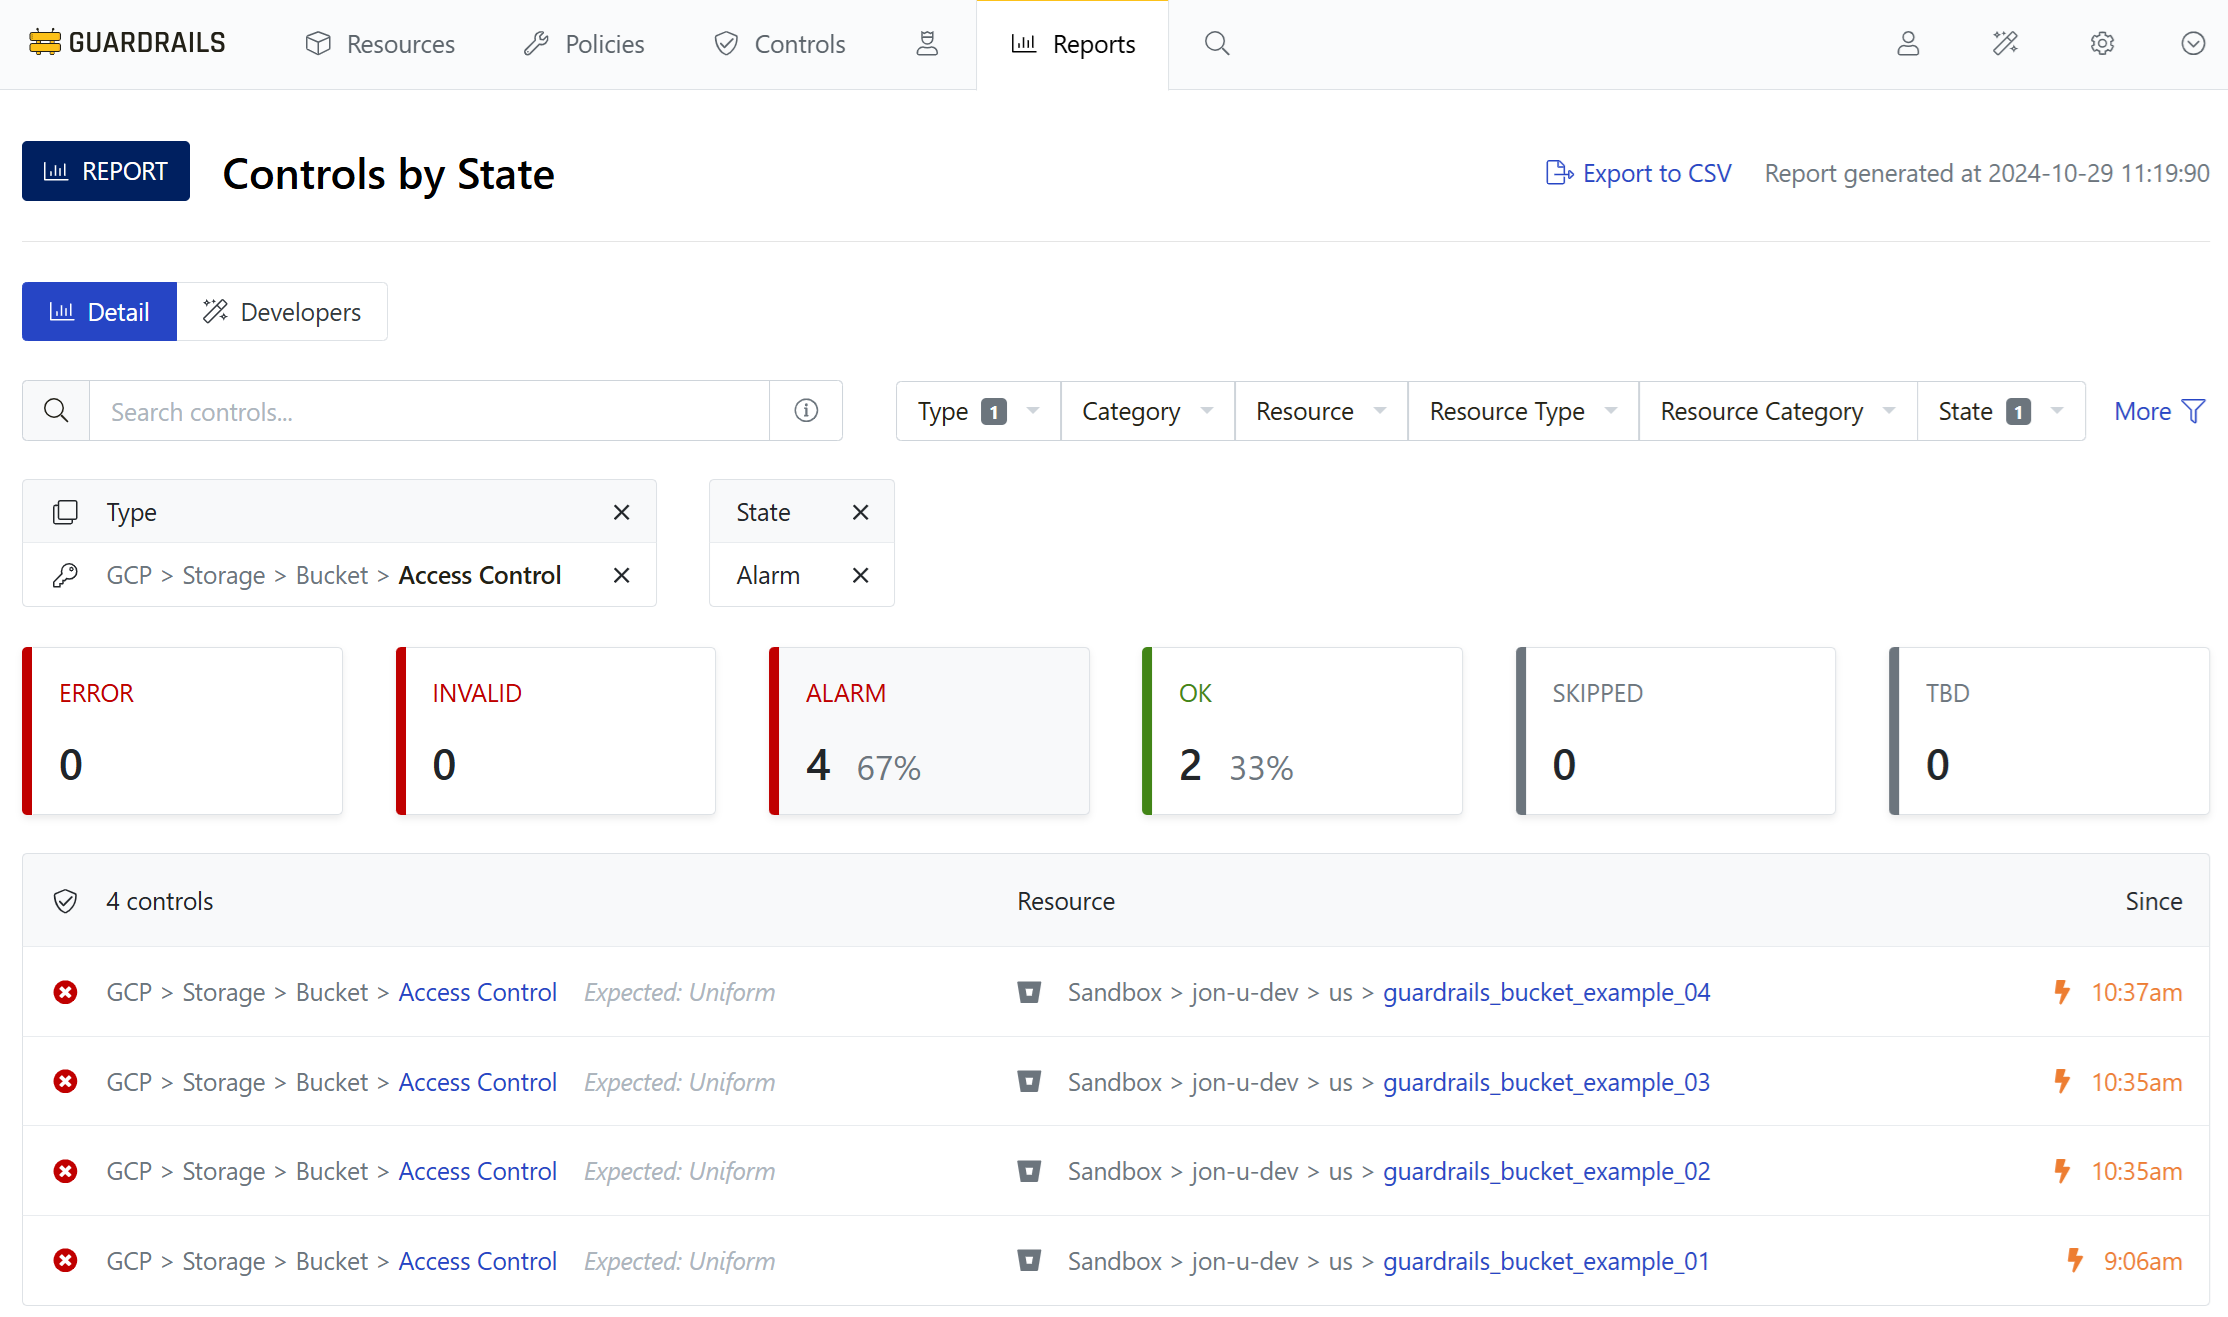 GUARDRAILS Resources Policies Controls Reports
REPORT Controls by State Export to CSV Report generated at 2024-10-29 11:19:90
Detail Developers
Search controls... Type 1 Category Resource Resource Type Resource Category State 1 More
Type State
GCP > Storage > Bucket > Access Control Alarm
ERROR INVALID ALARM OK SKIPPED TBD
0 0 4 67% 2 33% 0 0
4 controls Resource Since
GCP > Storage > Bucket > Access Control Expected: Uniform Sandbox > jon-u-dev > us > guardrails_bucket_example_04 10:37am
GCP > Storage > Bucket > Access Control Expected: Uniform Sandbox > jon-u-dev > us > guardrails_bucket_example_03 10:35am
GCP > Storage > Bucket > Access Control Expected: Uniform Sandbox > jon-u-dev > us > guardrails_bucket_example_02 10:35am
GCP > Storage > Bucket > Access Control Expected: Uniform Sandbox > jon-u-dev > us > guardrails_bucket_example_01 9:06am